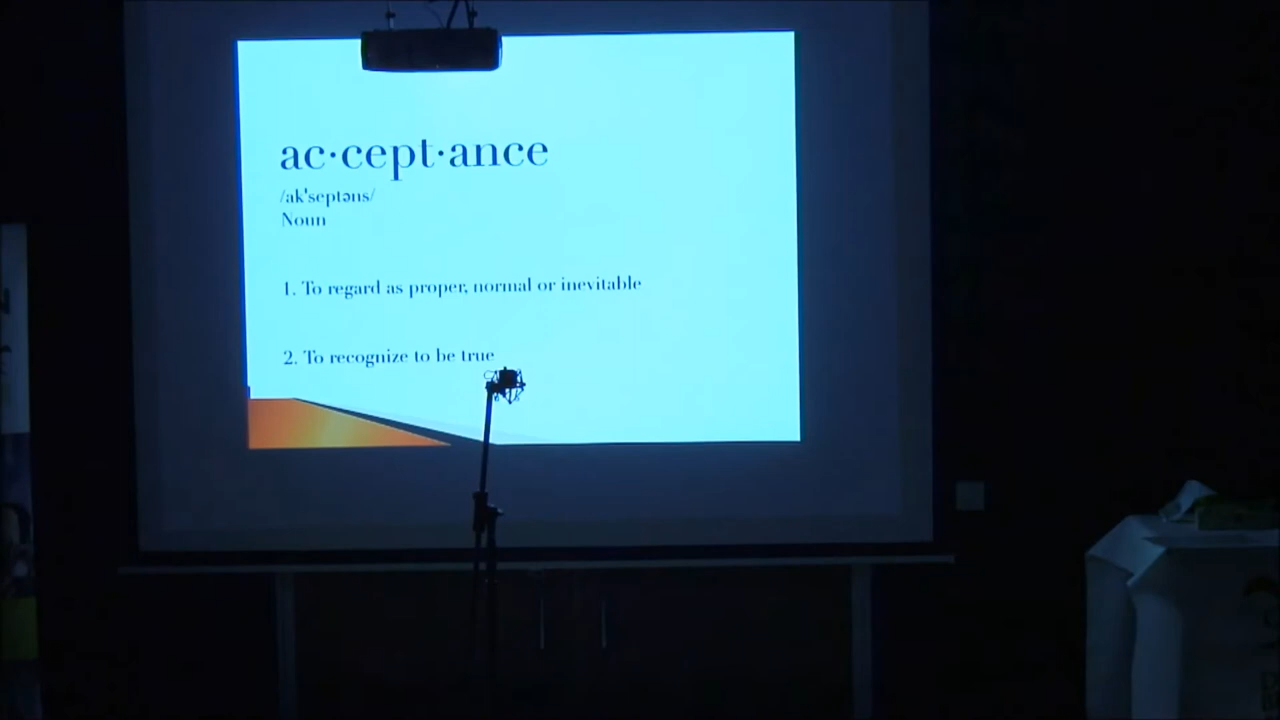 ac·cept·ance
/ak'septəns/
Noun
1. To regard as proper, normal or inevitable
2. To recognize to be true